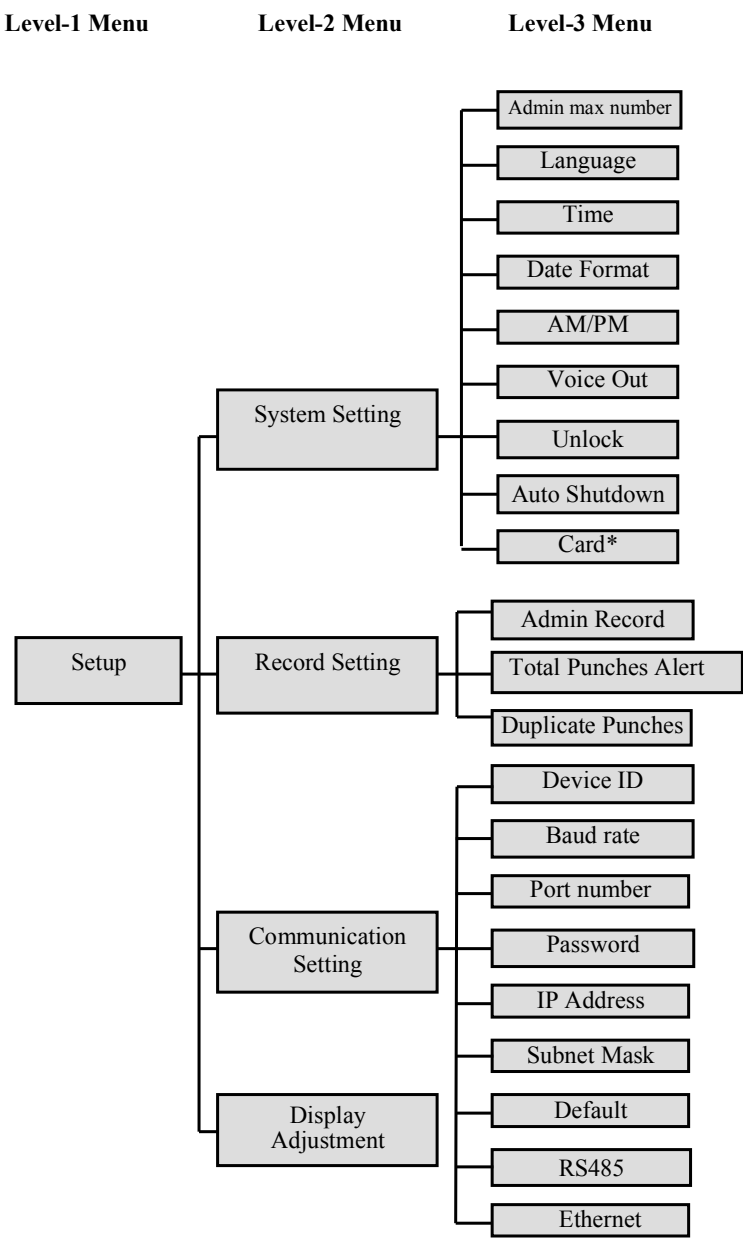 Level-1 Menu Level-2 Menu Level-3 Menu
Admin max number
Language
Time
Date Format
AM/PM
Voice Out
System Setting
Unlock
Auto Shutdown
Card*
Admin Record
Setup
Record Setting
Total Punches Alert
Duplicate Punches
Device ID
Baud rate
Port number
Communication
Setting
Password
IP Address
Subnet Mask
Display
Adjustment
Default
RS485
Ethernet